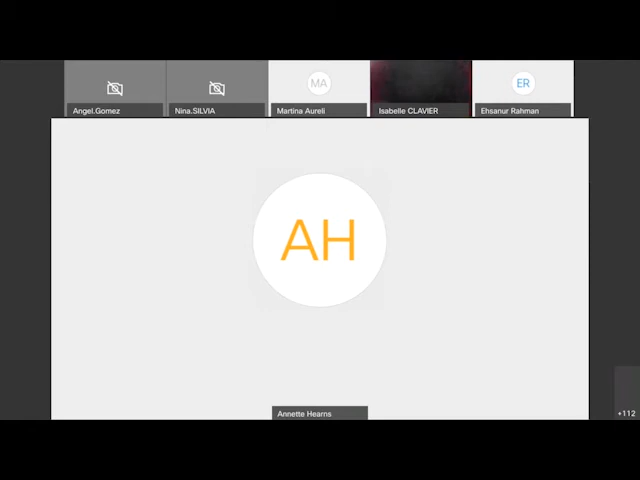 MA
ER
Angel.Gomez
Nina.SILVIA
Martina Aureli
Isabelle CLAVIER
Ehsanur Rahman
AH
Annette Hearns
+112